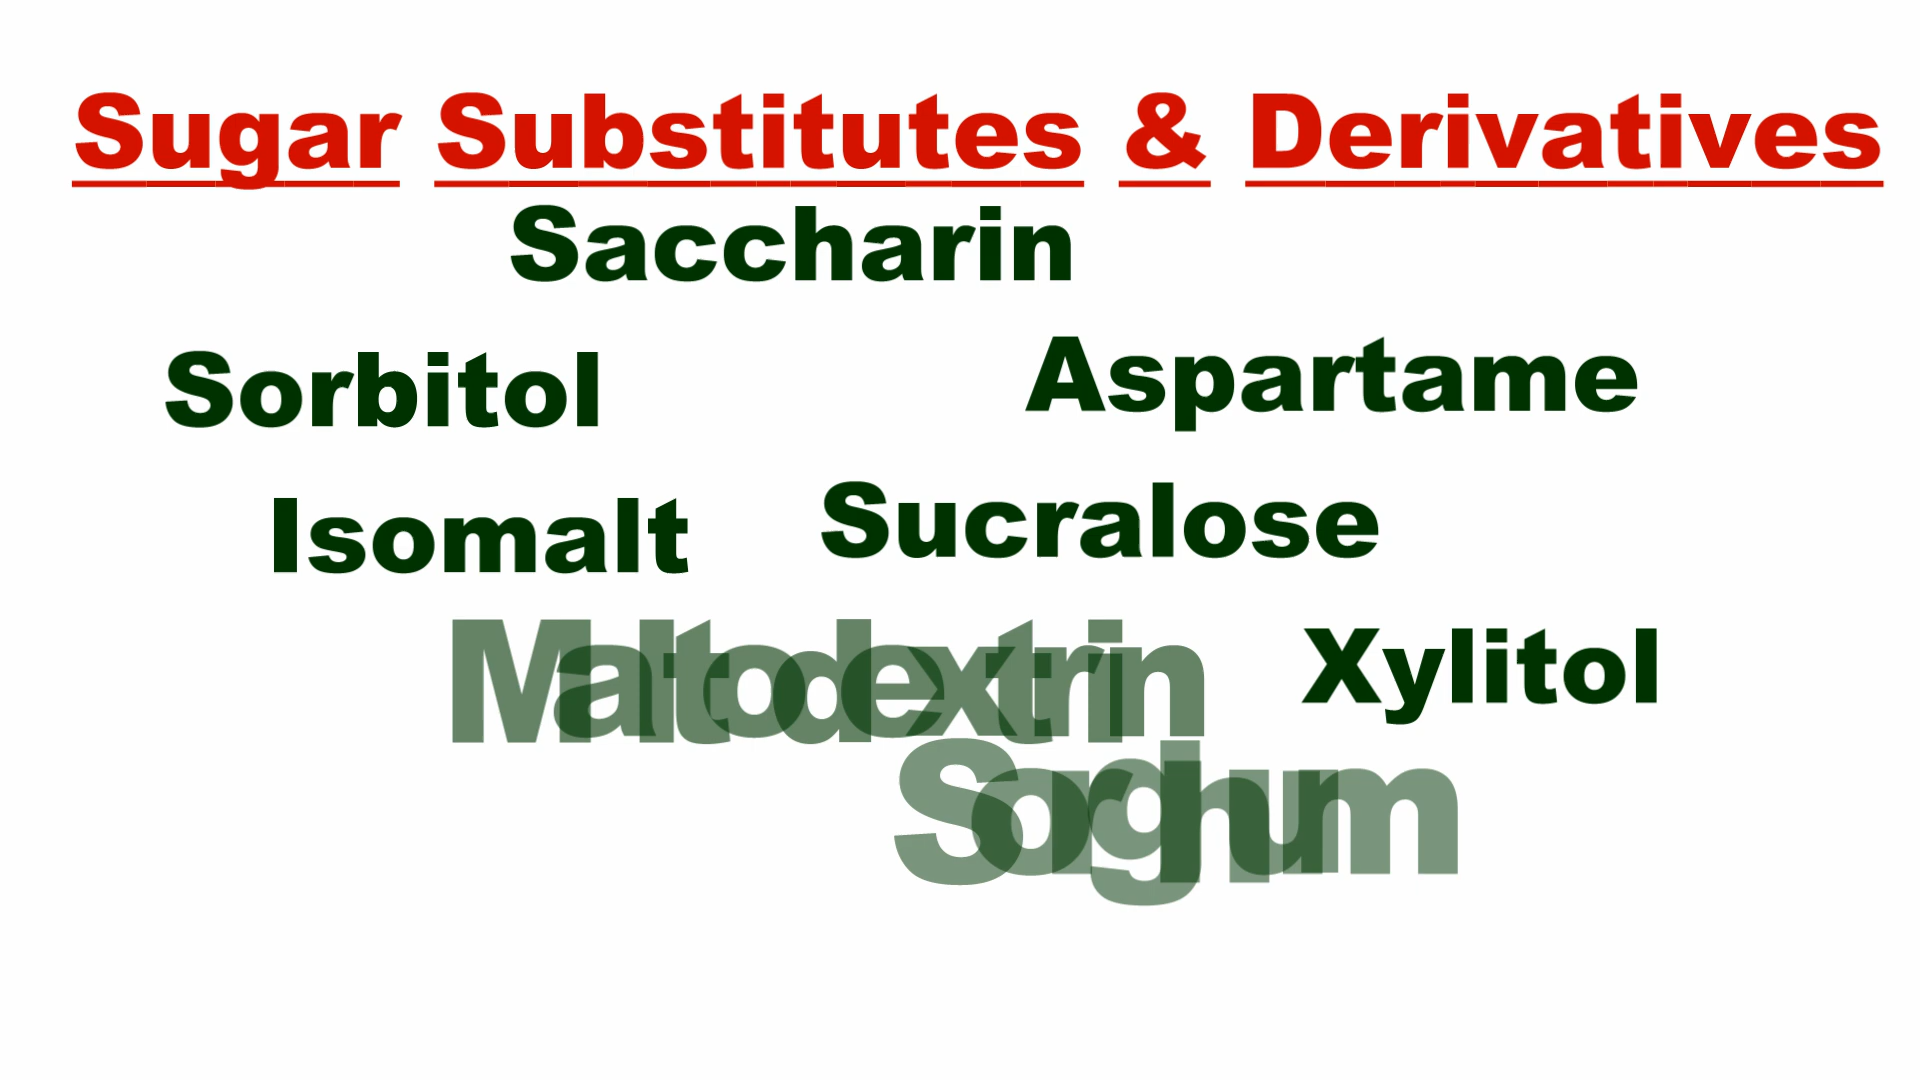 Sugar Substitutes & Derivatives
Saccharin
Sorbitol
Aspartame
Isomalt
Sucralose
Maltodextrin
Xylitol
Sorghum